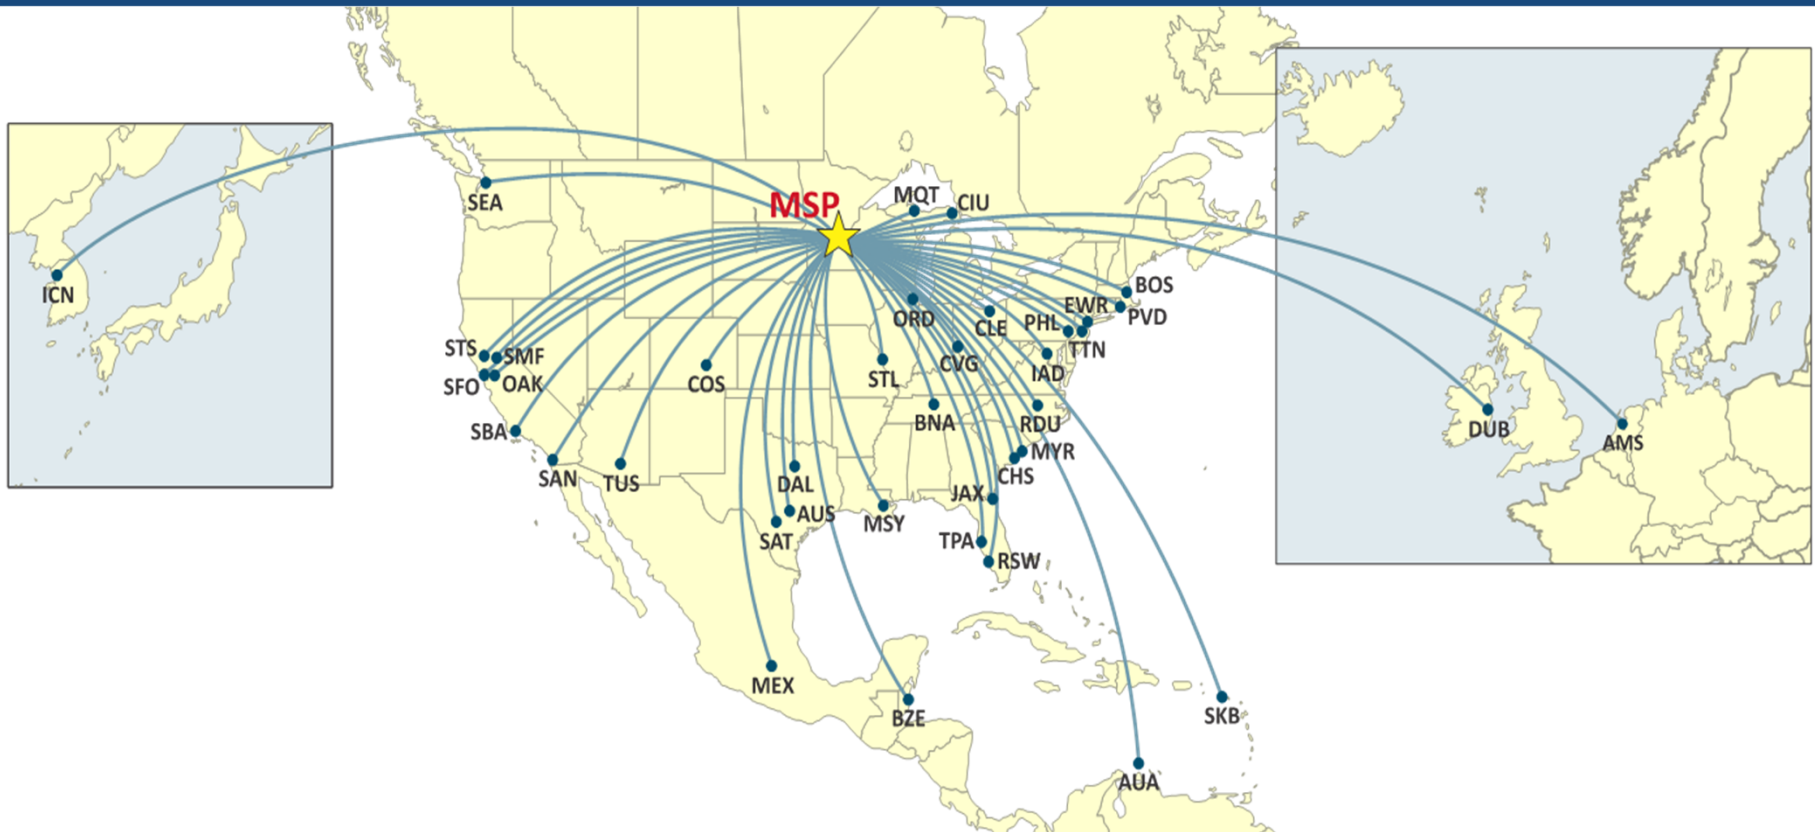 MSP
MQT
CIU
SEA
ICN
BOS
EWR
PVD
ORD
CLE
PHL
TTN
STS
SMF
CVG
IAD
SFO
OAK
COS
STL
BNA
RDU
SBA
DUB
AMS
SAN
TUS
DAL
MYR
CHS
JAX
AUS
MSY
SAT
TPA
RSW
MEX
BZE
SKB
AUA